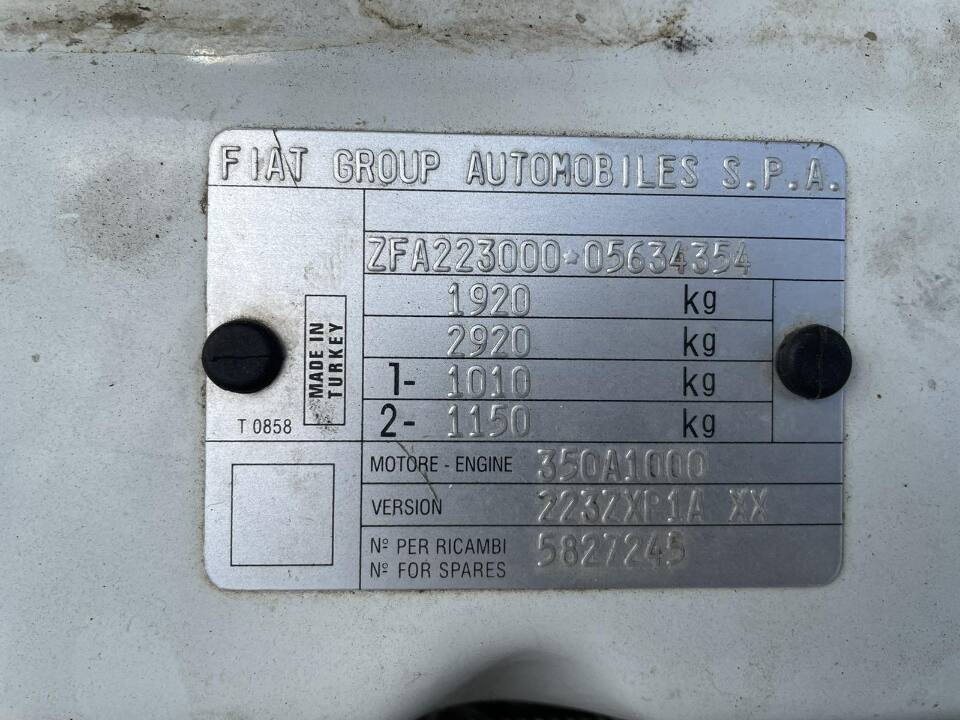 FIAT GROUP AUTOMOBILES S.P.A.
ZFA223000*05634354
1920 kg
2920 kg
1- 1010 kg
2- 1150 kg
MADE IN
TURKEY
T 0858
MOTORE - ENGINE 350A1000
VERSION 223ZXP1A XX
Nº PER RICAMBI
Nº FOR SPARES 5827245